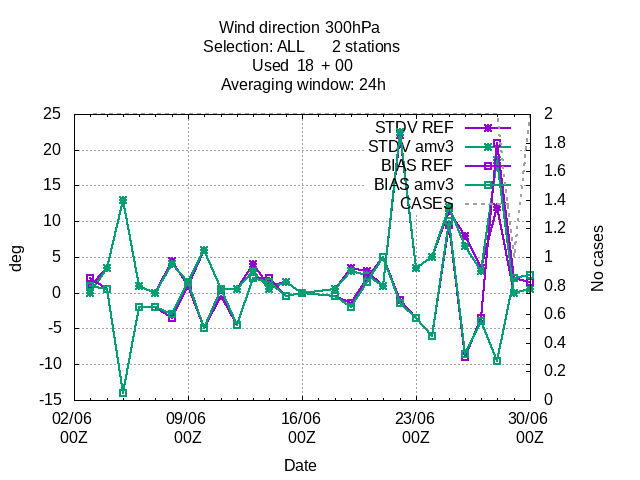 Wind direction 300hPa
Selection: ALL 2 stations
Used 18 + 00
Averaging window: 24h
25
20
15
10
5
0
-5
-10
-15
deg
2
1.8
1.6
1.4
1.2
1
0.8
0.6
0.4
0.2
0
No cases
STDV REF
STDV amv3
BIAS REF
BIAS amv3
CASES
02/06 09/06 16/06 23/06 30/06
00Z 00Z 00Z 00Z 00Z
Date